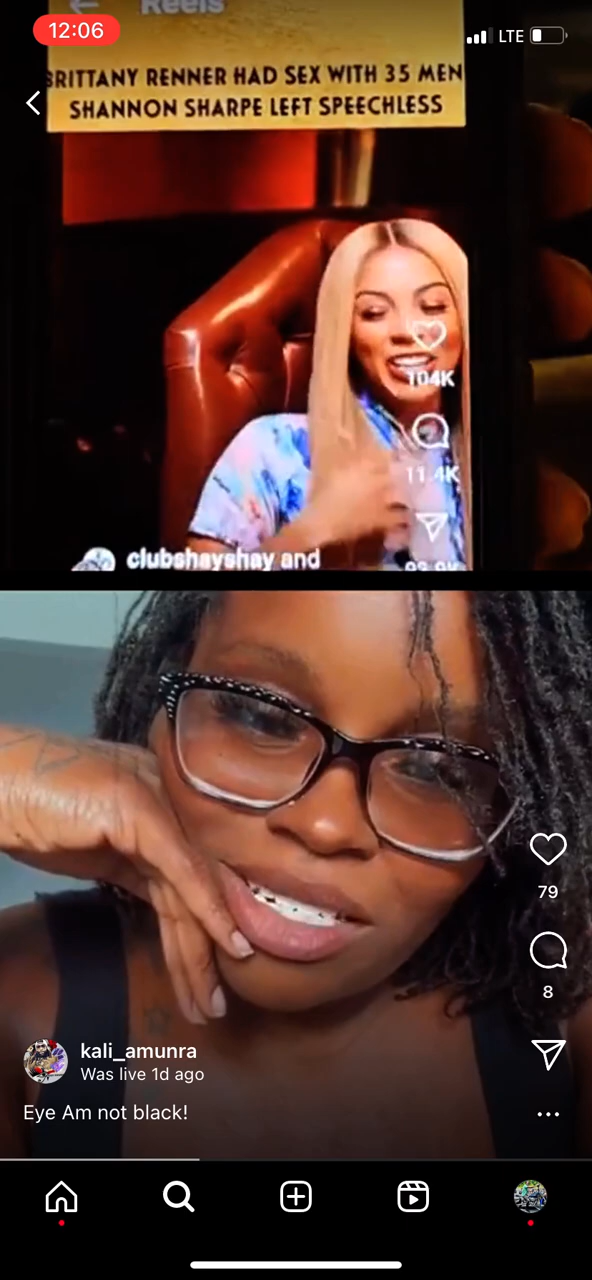 12:06
LTE
Reels
BRITTANY RENNER HAD SEX WITH 35 MEN
SHANNON SHARPE LEFT SPEECHLESS
104K
11.4K
clubshayshay and
79
8
kali_amunra
Was live 1d ago
Eye Am not black!